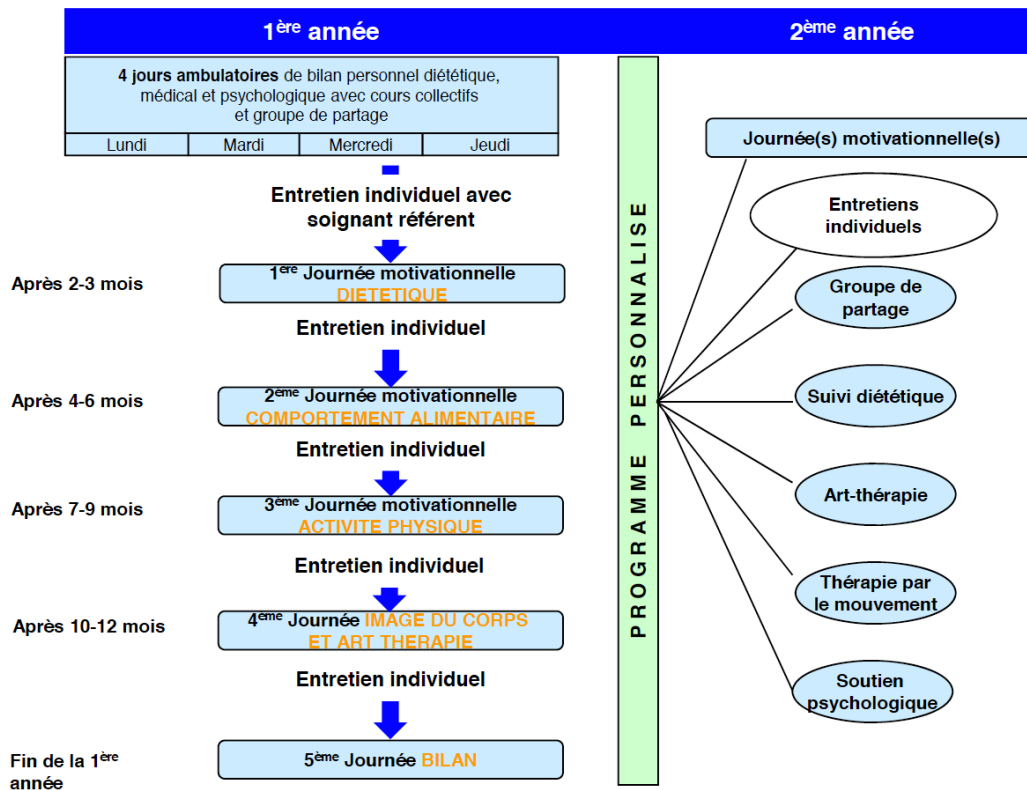 1ère année
2ème année
4 jours ambulatoires de bilan personnel diététique,
médical et psychologique avec cours collectifs
et groupe de partage
Lundi
Mardi
Mercredi
Jeudi
Entretien individuel avec
soignant référent
Après 2-3 mois
1ere Journée motivationnelle
DIETETIQUE
Entretien individuel
Après 4-6 mois
2ème Journée motivationnelle
COMPORTEMENT ALIMENTAIRE
Entretien individuel
Après 7-9 mois
3ème Journée motivationnelle
ACTIVITE PHYSIQUE
Entretien individuel
Après 10-12 mois
4ème Journée IMAGE DU CORPS
ET ART THERAPIE
Entretien individuel
Fin de la 1ère
année
5ème Journée BILAN
PROGRAMME PERSONNALISE
Journée(s) motivationnelle(s)
Entretiens
individuels
Groupe de
partage
Suivi diététique
Art-thérapie
Thérapie par
le mouvement
Soutien
psychologique